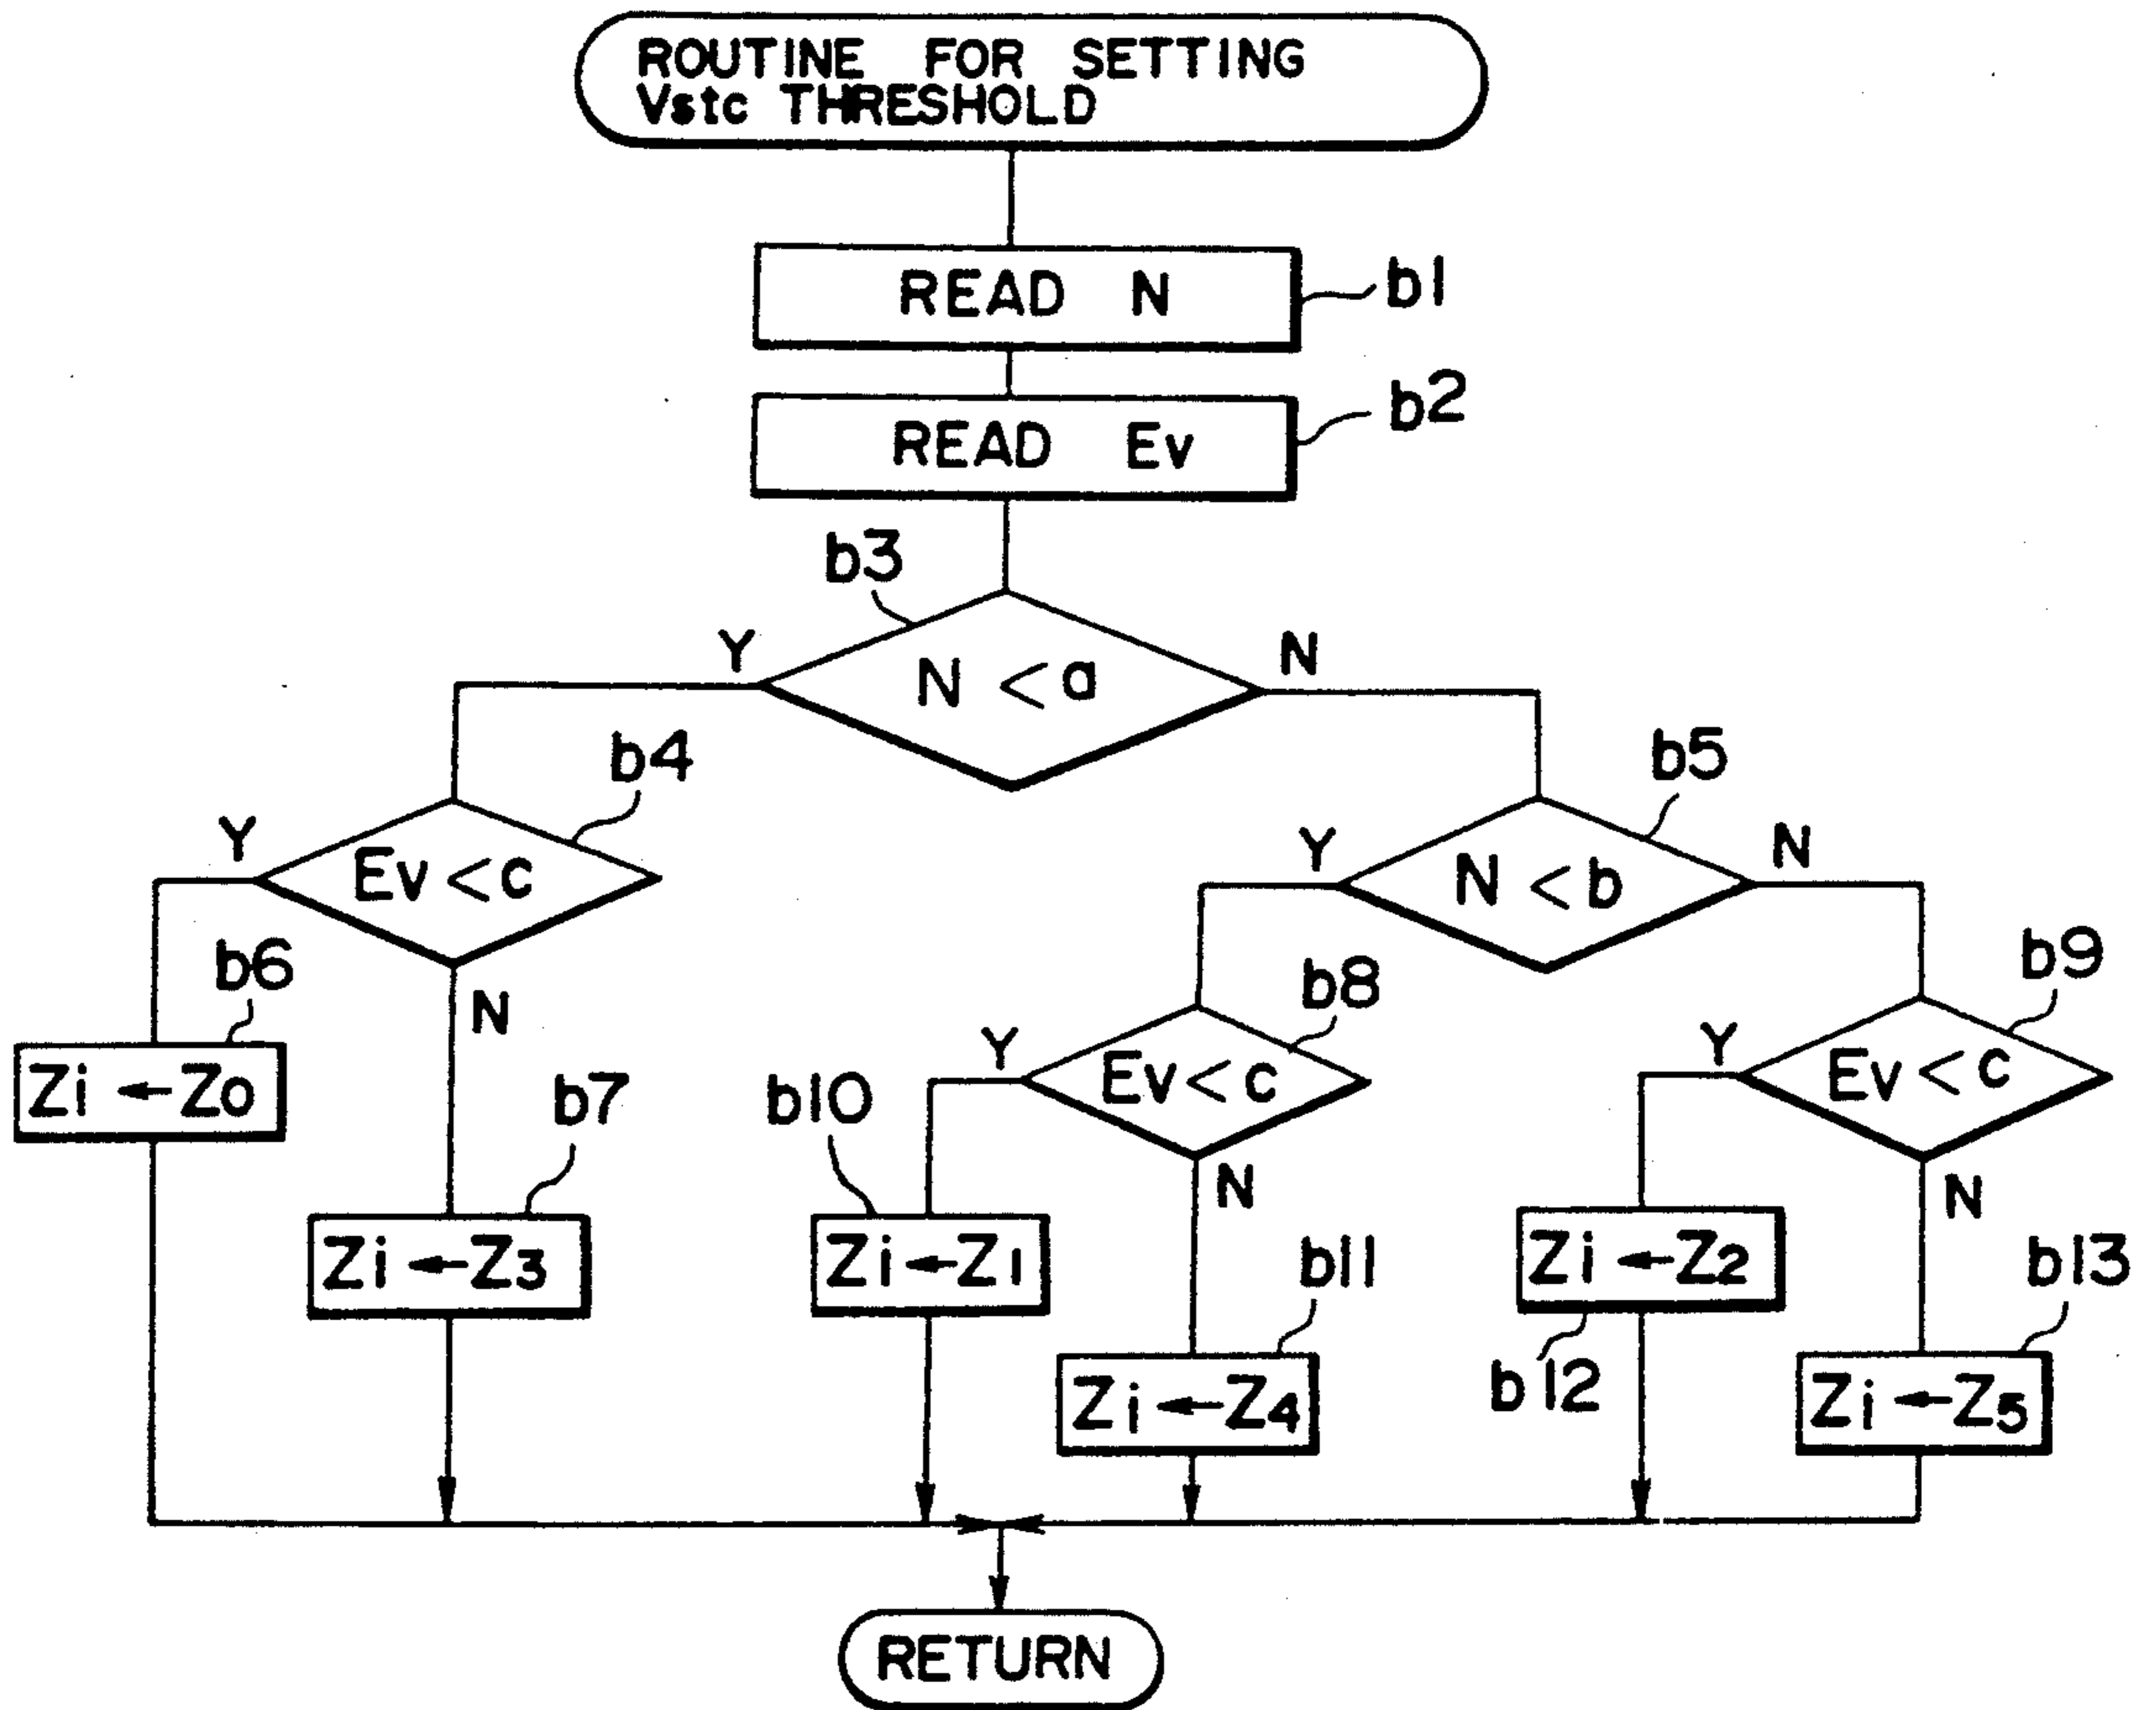 ROUTINE FOR SETTING
Vstc THRESHOLD
READ N
b1
READ Ev
b2
b3
Y
N < a
N
b4
b5
Y
Ev < c
N
Y
N < b
N
b6
Zi ← Z0
b7
Zi ← Z3
b8
Y
Ev < c
N
b9
Y
Ev < c
N
b10
Zi ← Z1
b11
Zi ← Z4
Zi ← Z2
b12
b13
Zi ← Z5
RETURN